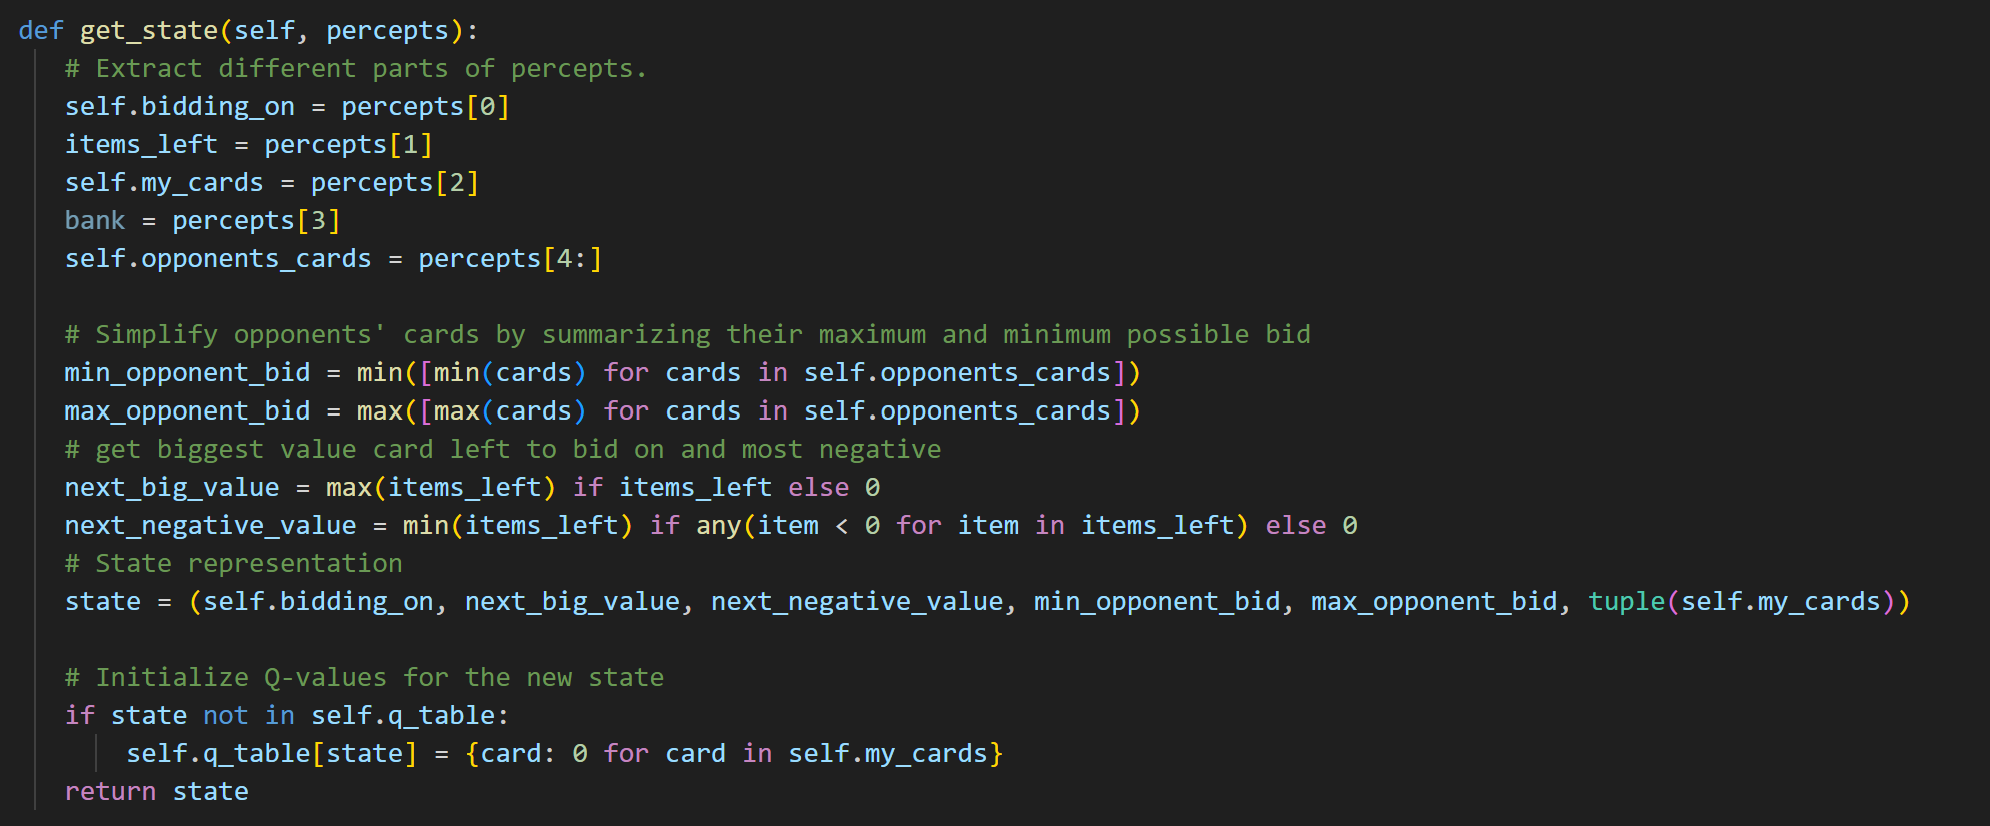 def get_state(self, percepts):
    # Extract different parts of percepts.
    self.bidding_on = percepts[0]
    items_left = percepts[1]
    self.my_cards = percepts[2]
    bank = percepts[3]
    self.opponents_cards = percepts[4:]

    # Simplify opponents' cards by summarizing their maximum and minimum possible bid
    min_opponent_bid = min([min(cards) for cards in self.opponents_cards])
    max_opponent_bid = max([max(cards) for cards in self.opponents_cards])
    # get biggest value card left to bid on and most negative
    next_big_value = max(items_left) if items_left else 0
    next_negative_value = min(items_left) if any(item < 0 for item in items_left) else 0
    # State representation
    state = (self.bidding_on, next_big_value, next_negative_value, min_opponent_bid, max_opponent_bid, tuple(self.my_cards))

    # Initialize Q-values for the new state
    if state not in self.q_table:
        self.q_table[state] = {card: 0 for card in self.my_cards}
    return state